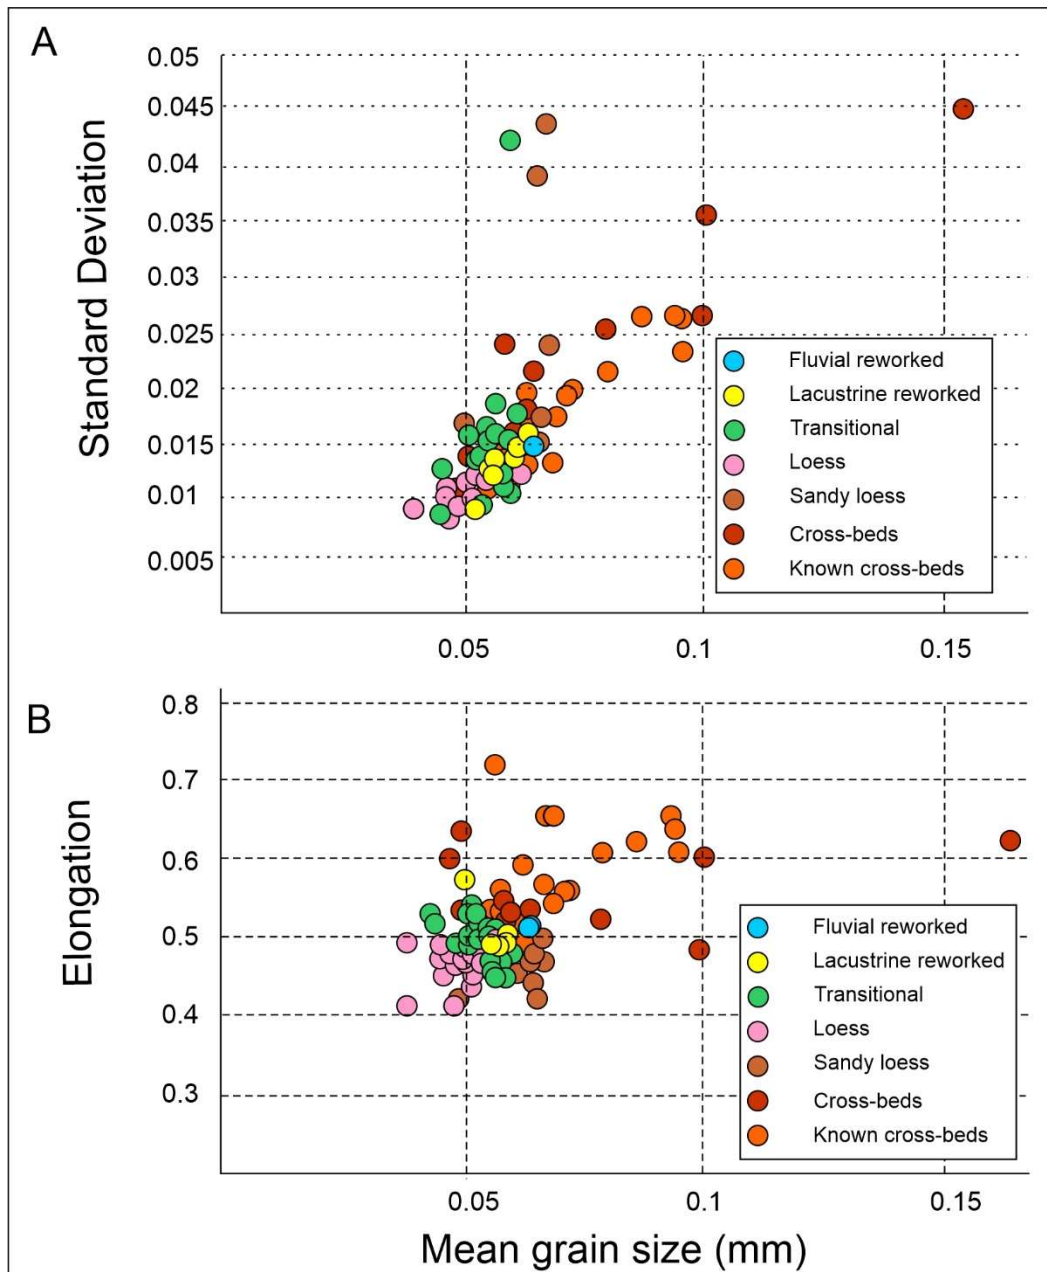 A
Standard Deviation
0.05
0.045
0.04
0.035
0.03
0.025
0.02
0.015
0.01
0.005
0.05
0.1
0.15
Fluvial reworked
Lacustrine reworked
Transitional
Loess
Sandy loess
Cross-beds
Known cross-beds
B
Elongation
0.8
0.7
0.6
0.5
0.4
0.3
0.05
0.1
0.15
Fluvial reworked
Lacustrine reworked
Transitional
Loess
Sandy loess
Cross-beds
Known cross-beds
Mean grain size (mm)